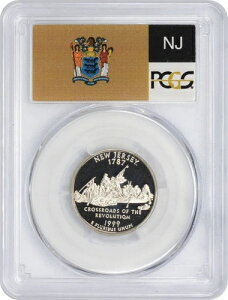 NJ
PCGS
NEW JERSEY
1787
CROSSROADS OF THE
REVOLUTION
1999
E PLURIBUS UNUM